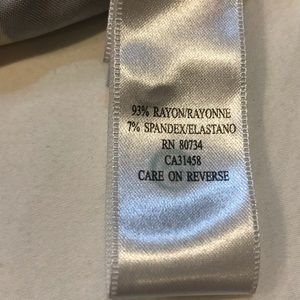 93% RAYON/RAYONNE
7% SPANDEX/ELASTANO
RN 80734
CA31458
CARE ON REVERSE